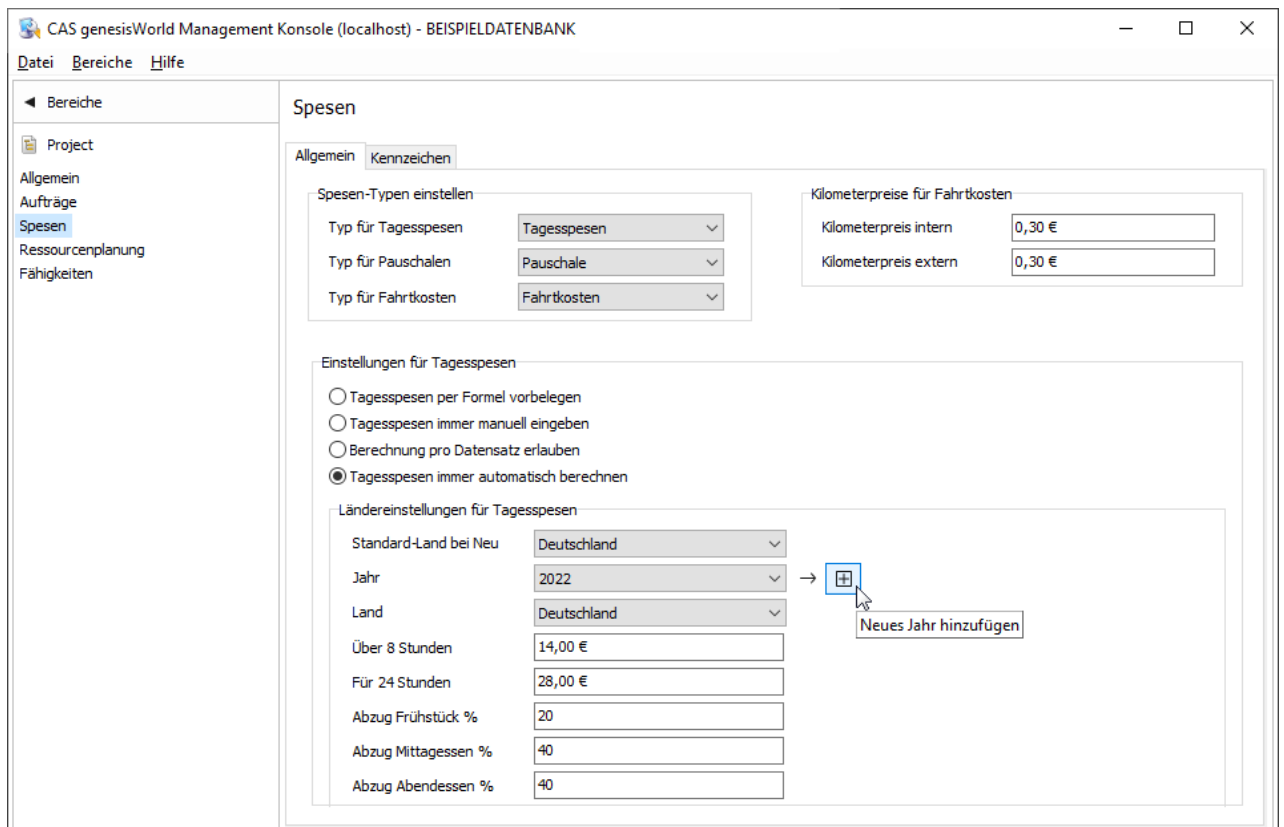 CAS genesisWorld Management Konsole (localhost) - BEISPIELDATENBANK
Datei Bereiche Hilfe
Bereiche
Project
Allgemein
Aufträge
Spesen
Ressourcenplanung
Fähigkeiten
Spesen
Allgemein Kennzeichen
Spesen-Typen einstellen
Typ für Tagesspesen Tagesspesen
Typ für Pauschalen Pauschale
Typ für Fahrtkosten Fahrtkosten
Kilometerpreise für Fahrtkosten
Kilometerpreis intern 0,30 €
Kilometerpreis extern 0,30 €
Einstellungen für Tagesspesen
Tagesspesen per Formel vorbelegen
Tagesspesen immer manuell eingeben
Berechnung pro Datensatz erlauben
Tagesspesen immer automatisch berechnen
Ländereinstellungen für Tagesspesen
Standard-Land bei Neu Deutschland
Jahr 2022
Neues Jahr hinzufügen
Land Deutschland
Über 8 Stunden 14,00 €
Für 24 Stunden 28,00 €
Abzug Frühstück % 20
Abzug Mittagessen % 40
Abzug Abendessen % 40